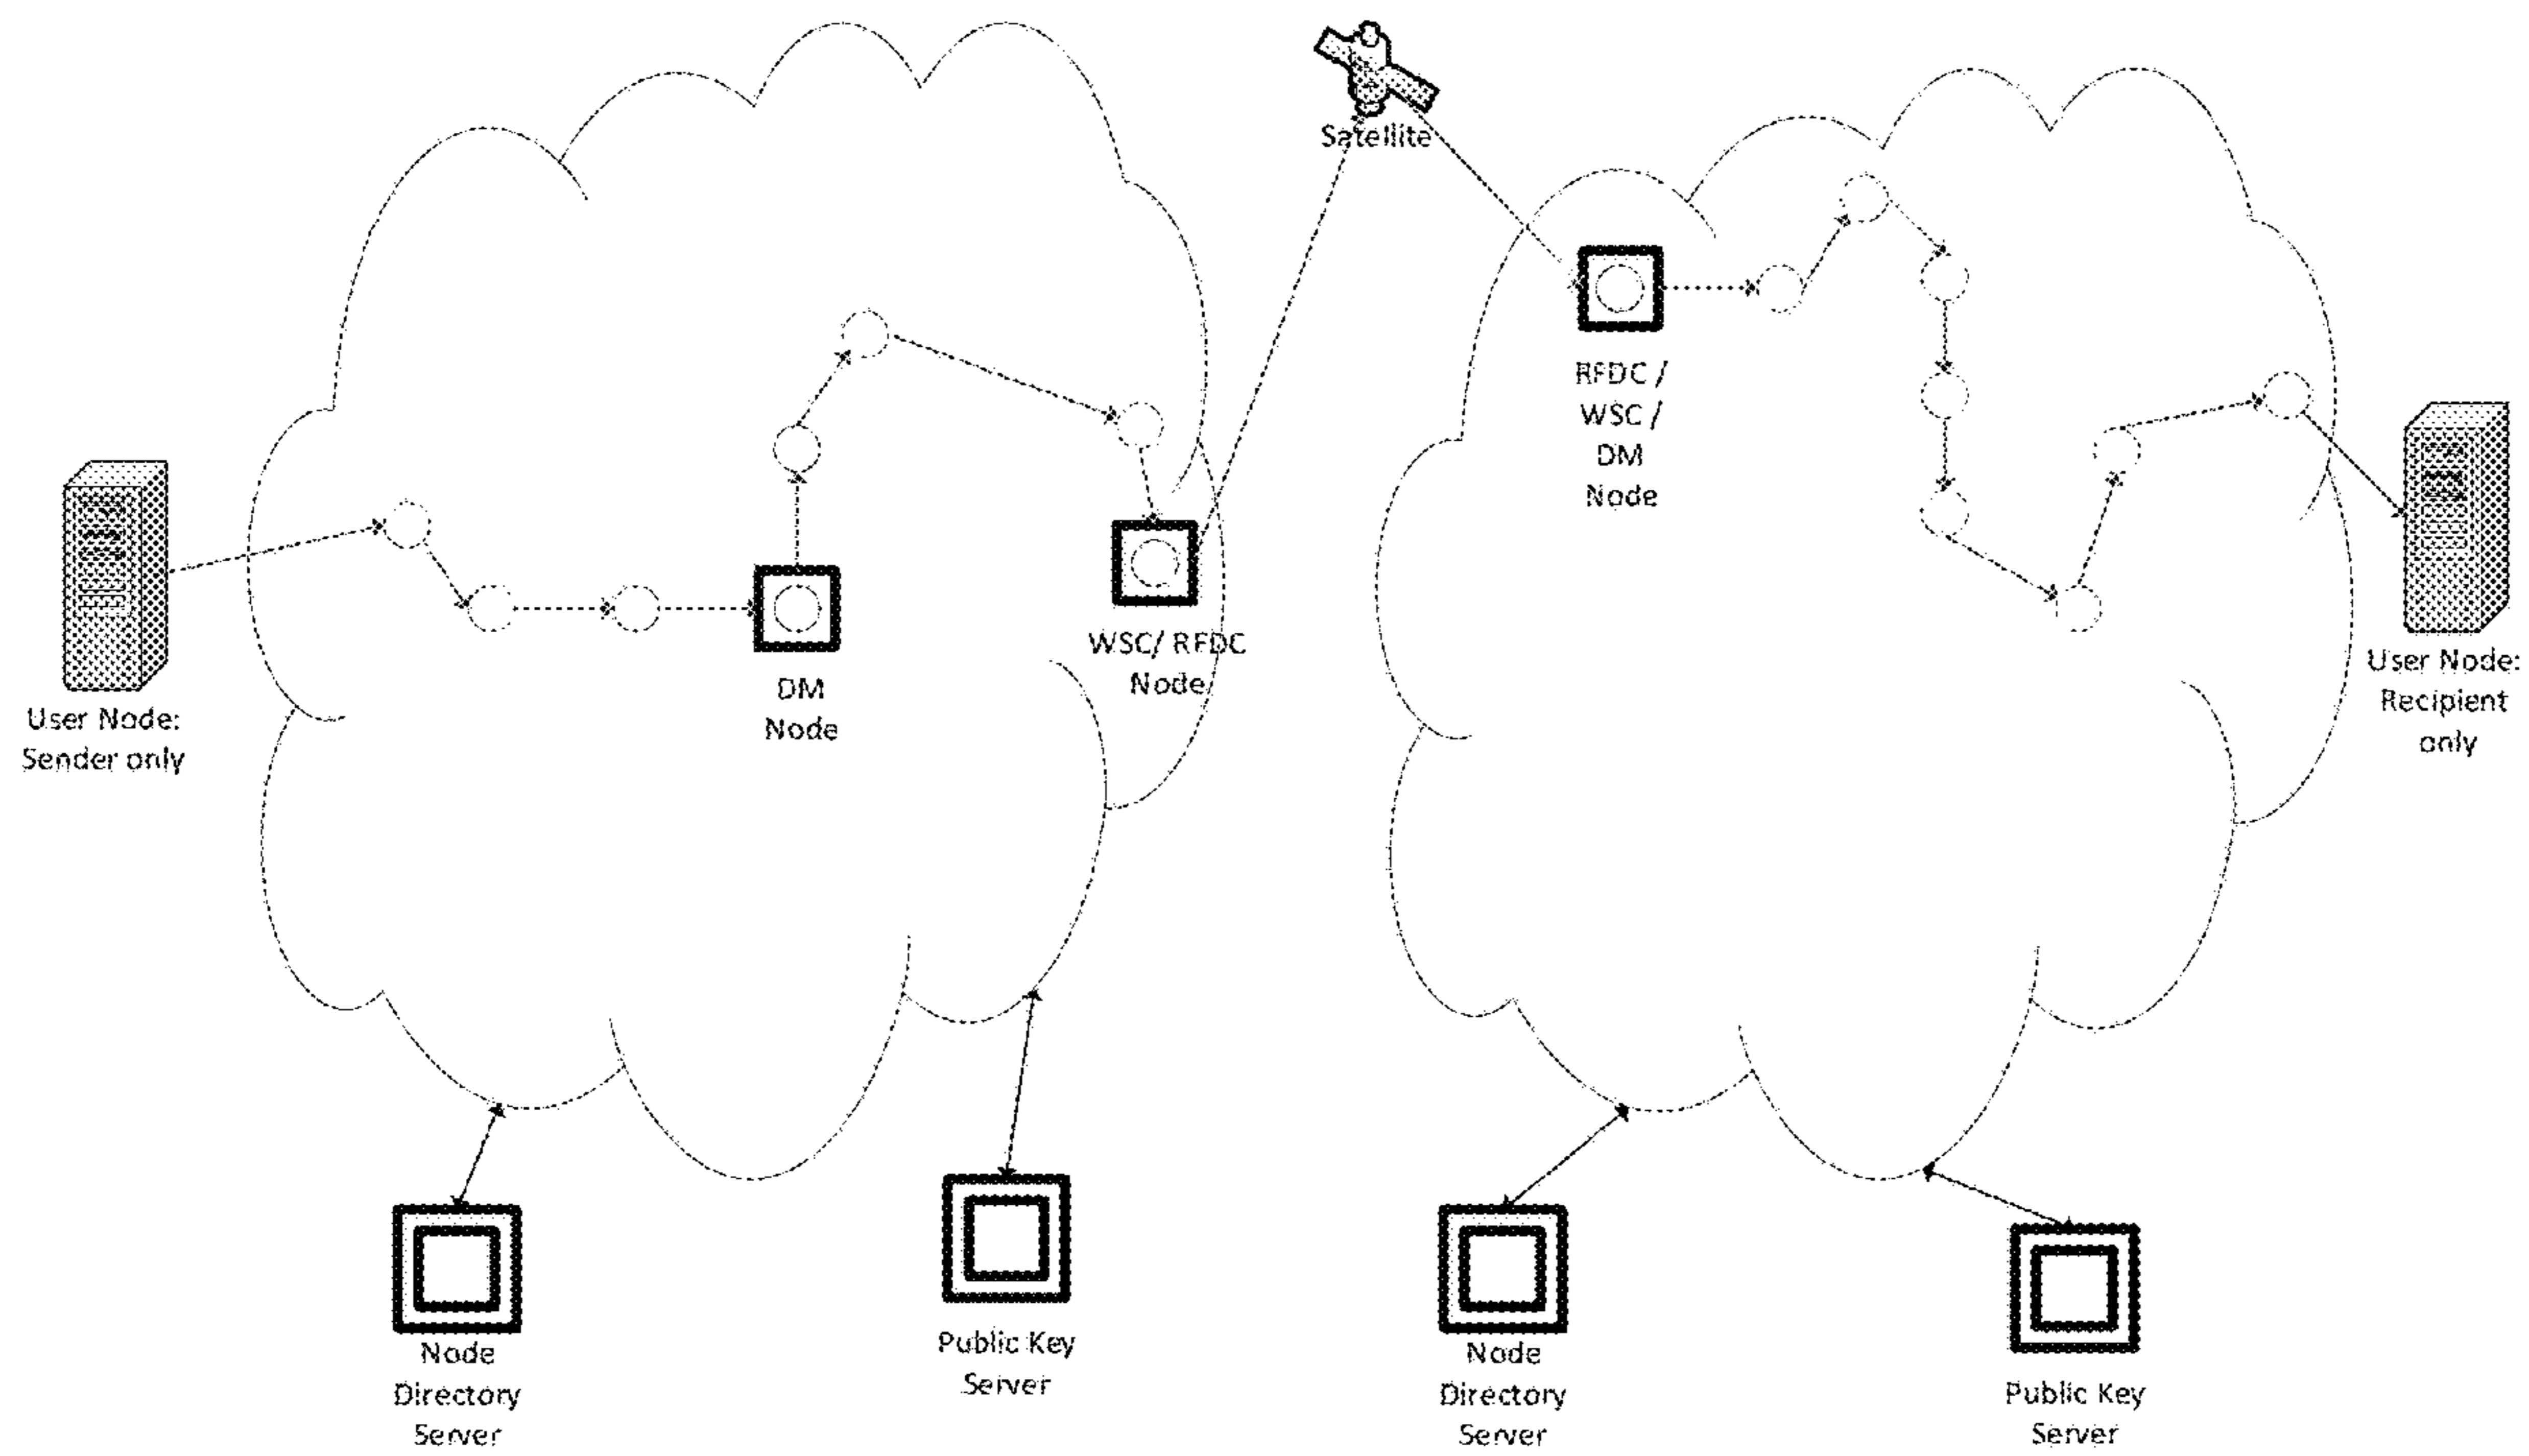 Satellite
RFDC /
WSC /
DM
Node
WSC/ RFDC
Node
DM
Node
User Node:
Sender only
User Node:
Recipient
only
Node
Directory
Server
Public Key
Server
Node
Directory
Server
Public Key
Server